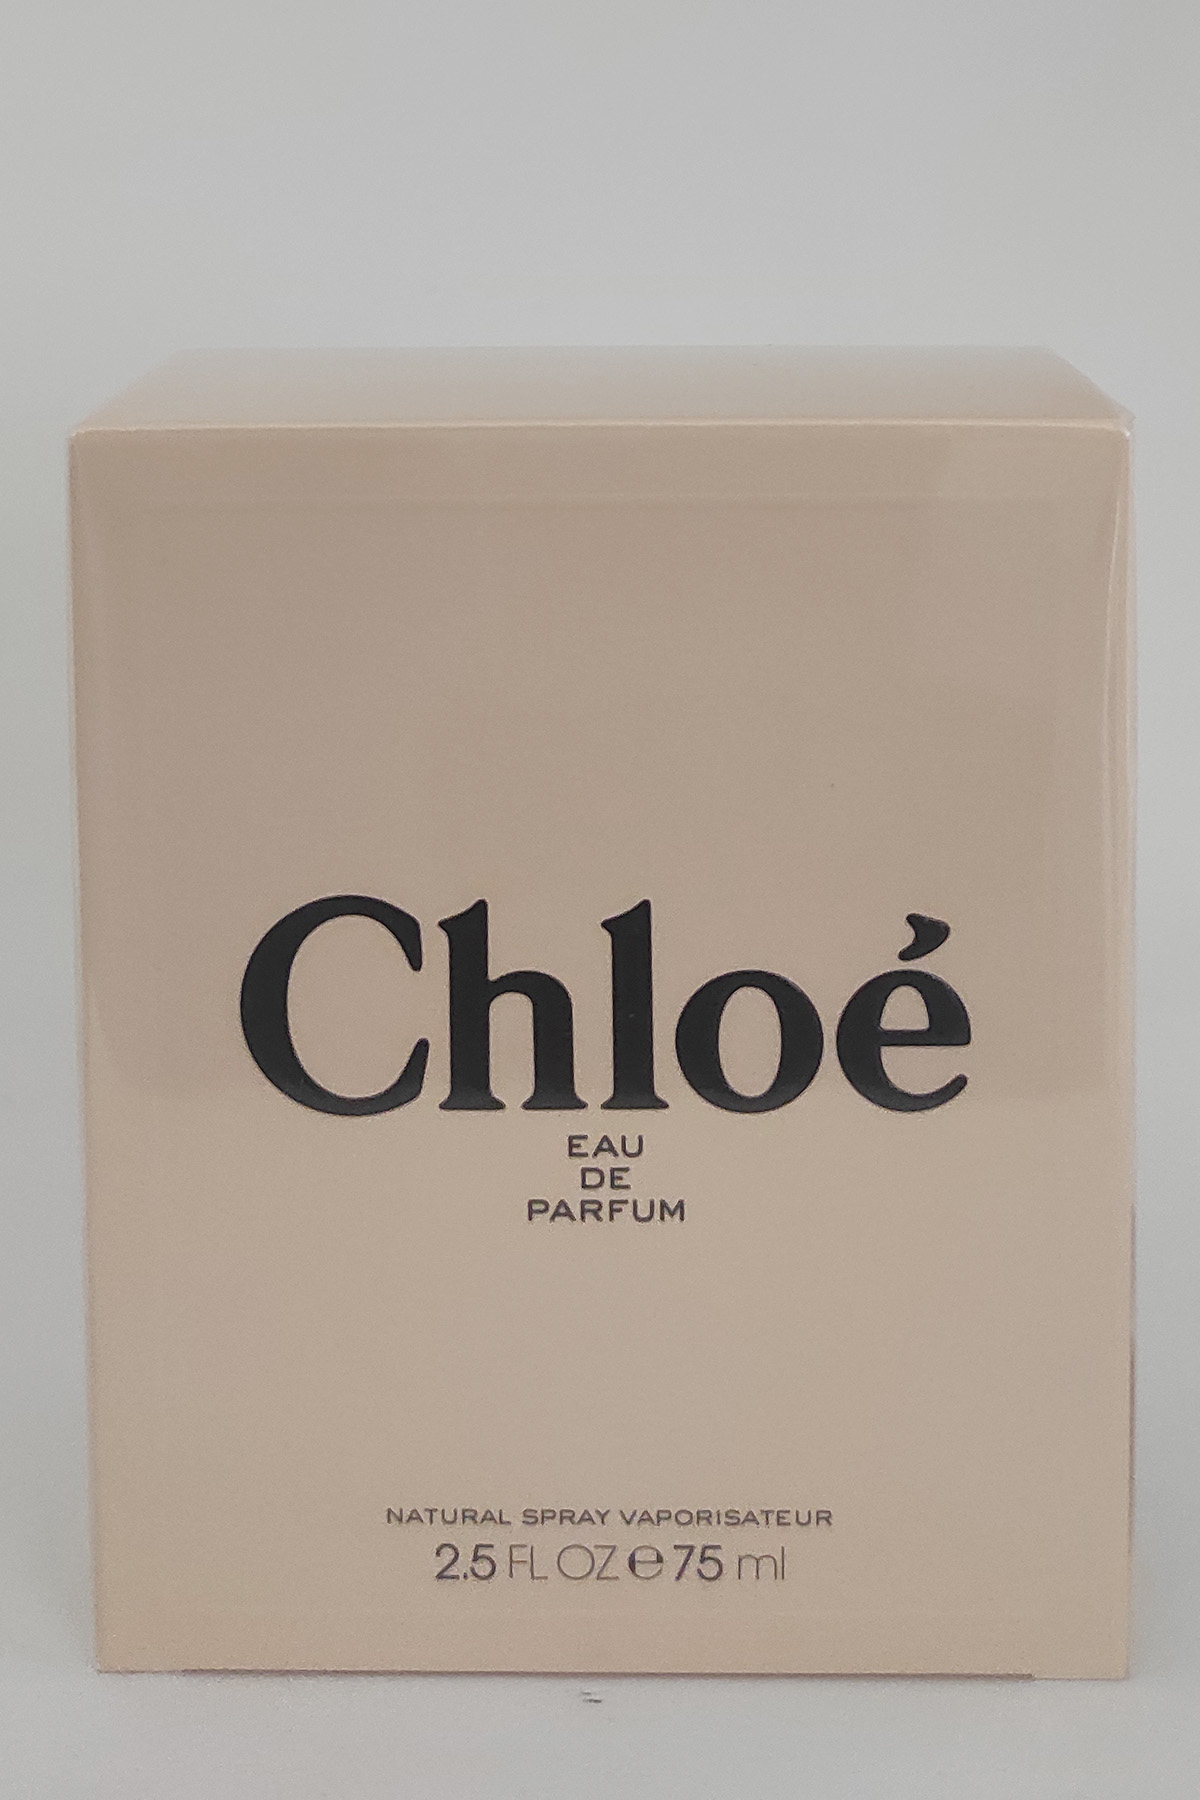 Chloé
EAU
DE
PARFUM
NATURAL SPRAY VAPORISATEUR
2.5 FL OZ ℮ 75 ml